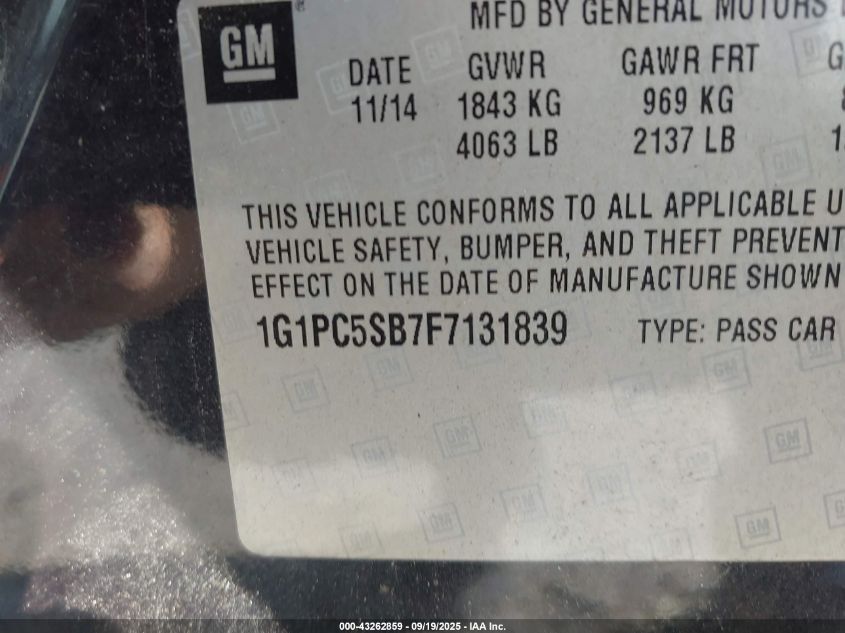 MFD BY GENERAL MOTORS
GM
DATE GVWR GAWR FRT G
11/14 1843 KG 969 KG
4063 LB 2137 LB 1
THIS VEHICLE CONFORMS TO ALL APPLICABLE U
VEHICLE SAFETY, BUMPER, AND THEFT PREVENT
EFFECT ON THE DATE OF MANUFACTURE SHOWN
1G1PC5SB7F7131839 TYPE: PASS CAR
000-43262859 - 09/19/2025 - IAA Inc.